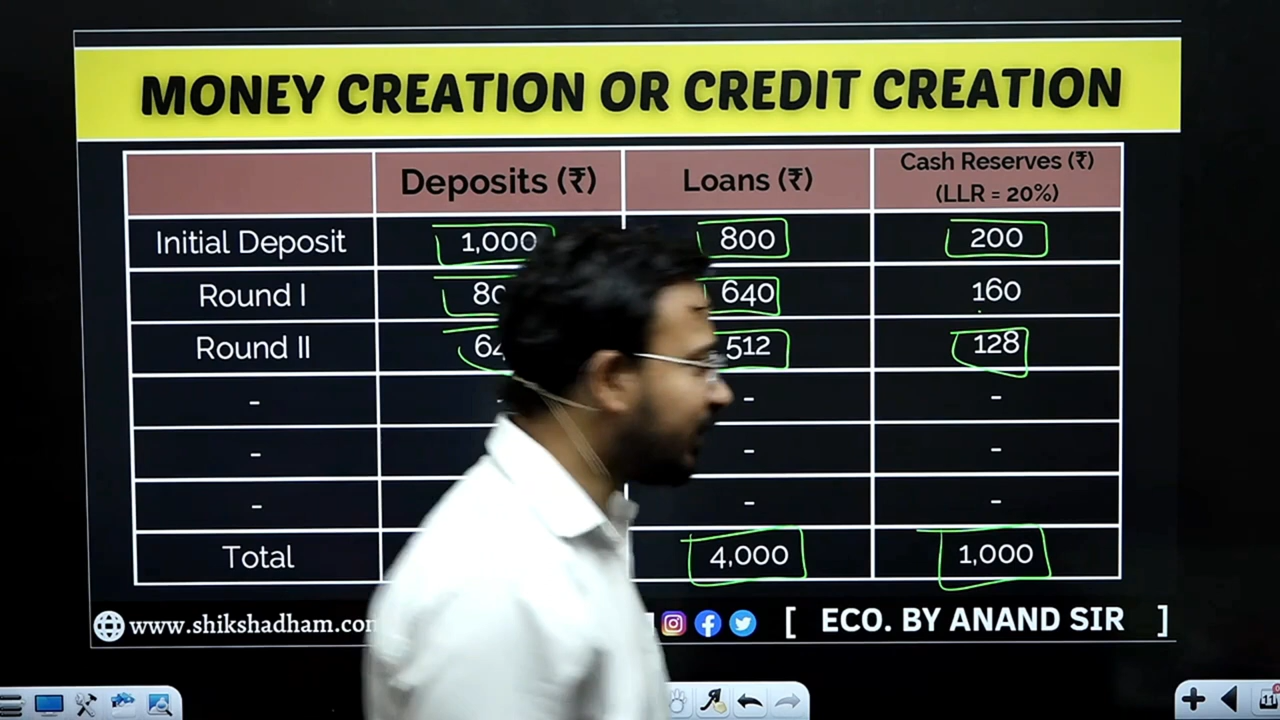 MONEY CREATION OR CREDIT CREATION
Deposits (₹) Loans (₹) Cash Reserves (₹)
(LLR = 20%)
Initial Deposit 1,000 800 200
Round I 640 160
Round II 512 128
- - -
- - -
- - -
Total 4,000 1,000
www.shikshadham.com [ ECO. BY ANAND SIR ]
11